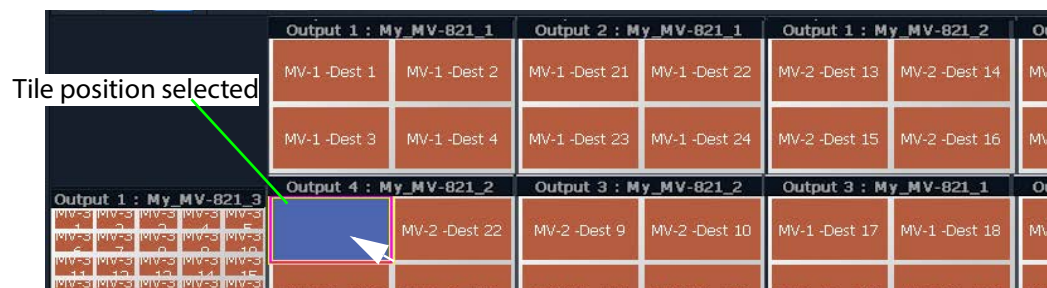 Output 1 : My_MV-821_1
Output 2 : My_MV-821_1
Output 1 : My_MV-821_2
MV-1 -Dest 1
MV-1 -Dest 2
MV-1 -Dest 21
MV-1 -Dest 22
MV-2 -Dest 13
MV-2 -Dest 14
Tile position selected
MV-1 -Dest 3
MV-1 -Dest 4
MV-1 -Dest 23
MV-1 -Dest 24
MV-2 -Dest 15
MV-2 -Dest 16
Output 4 : My_MV-821_2
Output 3 : My_MV-821_2
Output 3 : My_MV-821_1
Output 1 : My_MV-821_3
MV-2 -Dest 22
MV-2 -Dest 9
MV-2 -Dest 10
MV-1 -Dest 17
MV-1 -Dest 18